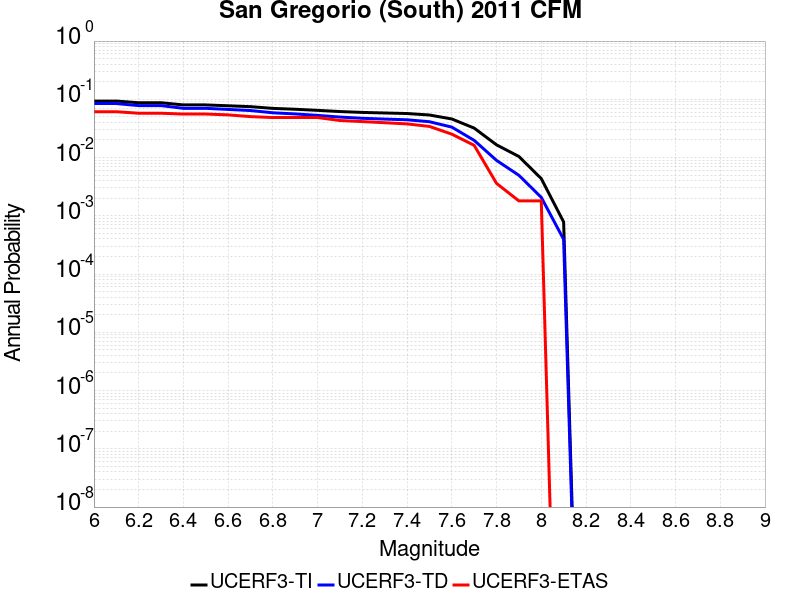 San Gregorio (South) 2011 CFM
10^0
10^-1
10^-2
10^-3
10^-4
10^-5
10^-6
10^-7
10^-8
Annual Probability
6 6.2 6.4 6.6 6.8 7 7.2 7.4 7.6 7.8 8 8.2 8.4 8.6 8.8 9
Magnitude
UCERF3-TI UCERF3-TD UCERF3-ETAS